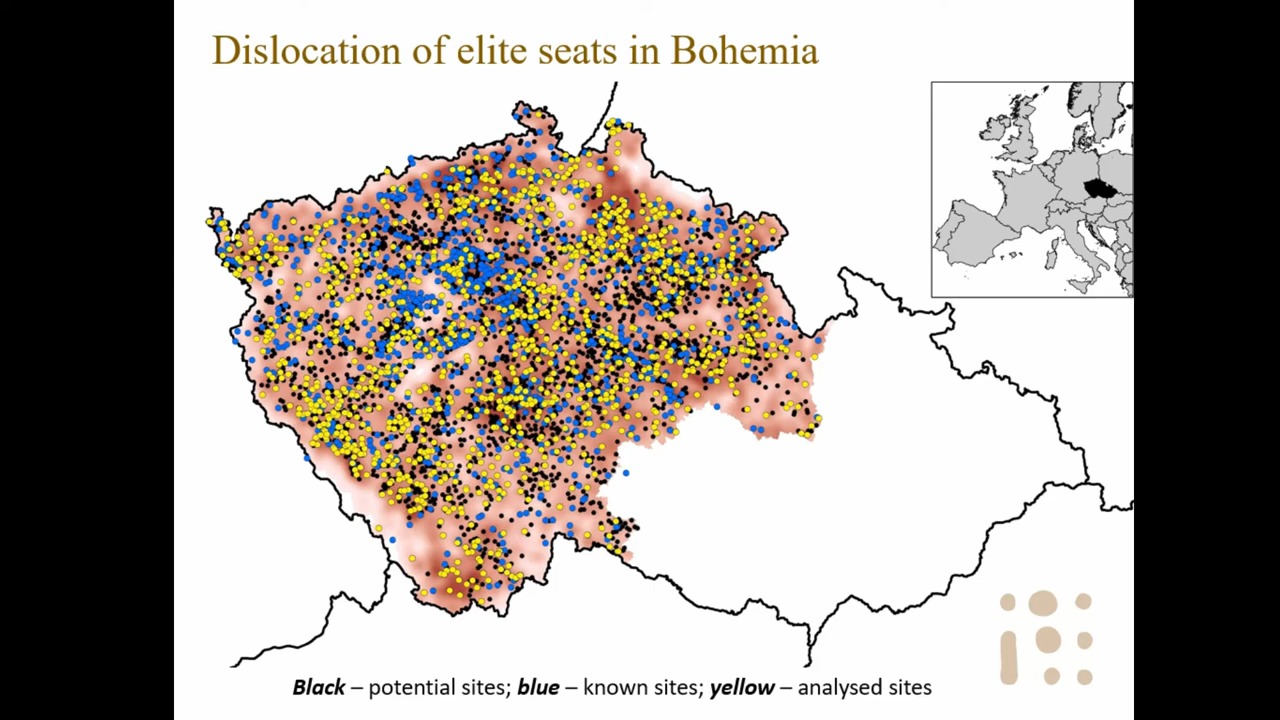 Dislocation of elite seats in Bohemia
Black – potential sites; blue – known sites; yellow – analysed sites